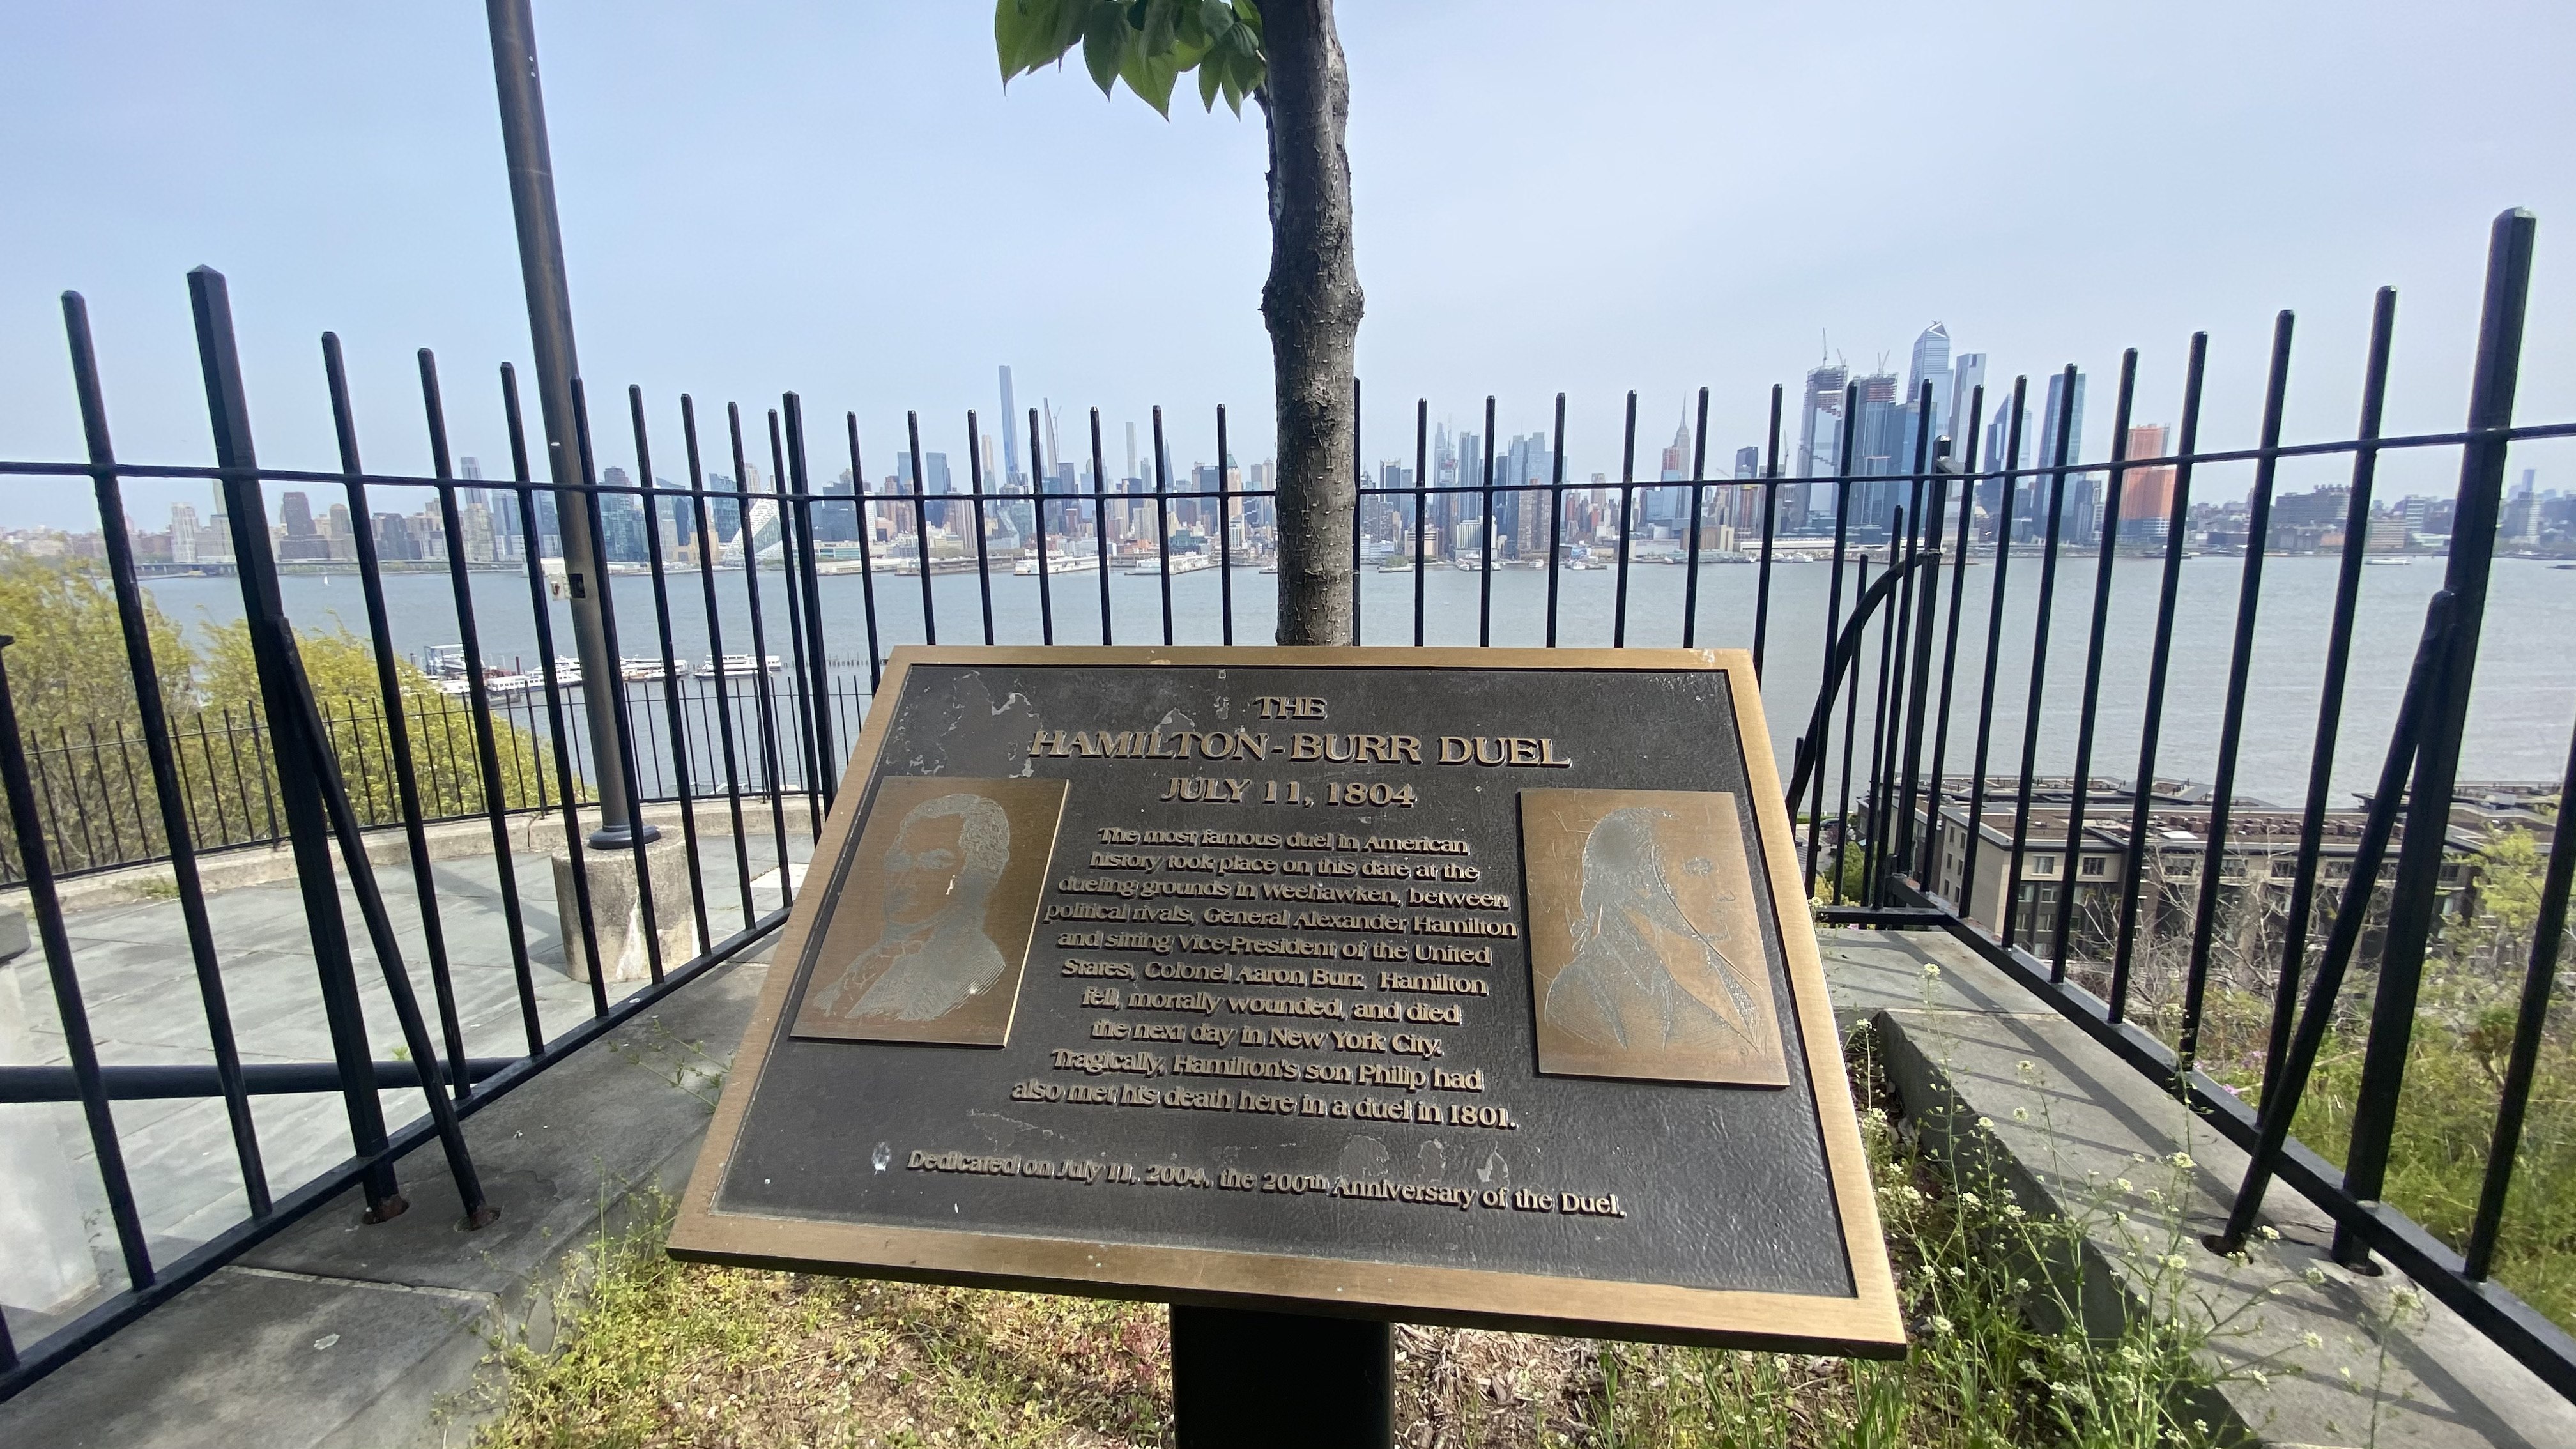 THE
HAMILTON-BURR DUEL
JULY 11, 1804
The most famous duel in American
history took place on this date at the
dueling grounds in Weehawken, between
political rivals, General Alexander Hamilton
and sitting Vice-President of the United
States, Colonel Aaron Burr. Hamilton
fell, mortally wounded, and died
the next day in New York City.
Tragically, Hamilton's son Philip had
also met his death here in a duel in 1801.
Dedicated on July 11, 2004, the 200th Anniversary of the Duel.